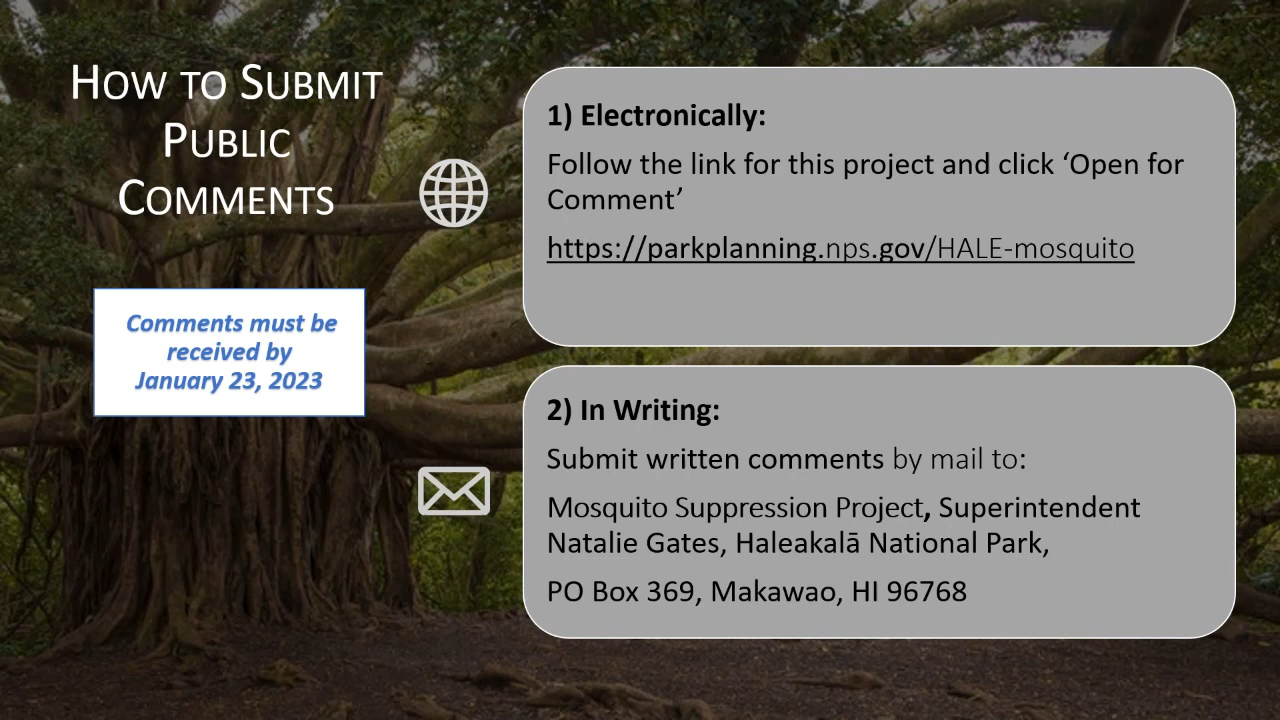 How to Submit
Public
Comments
Comments must be
received by
January 23, 2023
1) Electronically:
Follow the link for this project and click ‘Open for
Comment’
https://parkplanning.nps.gov/HALE-mosquito
2) In Writing:
Submit written comments by mail to:
Mosquito Suppression Project, Superintendent
Natalie Gates, Haleakalā National Park,
PO Box 369, Makawao, HI 96768